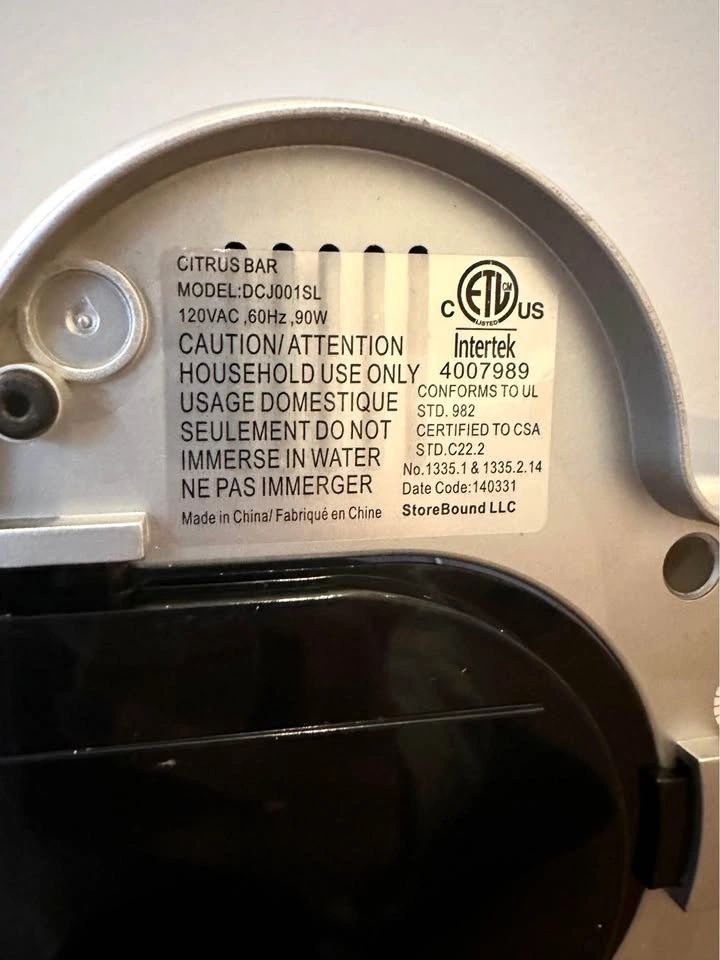 CITRUS BAR
MODEL:DCJ001SL
120VAC ,60Hz ,90W
CAUTION/ ATTENTION
HOUSEHOLD USE ONLY
USAGE DOMESTIQUE
SEULEMENT DO NOT
IMMERSE IN WATER
NE PAS IMMERGER
Made in China/ Fabriqué en Chine
C ETL CM US
LISTED
Intertek
4007989
CONFORMS TO UL
STD. 982
CERTIFIED TO CSA
STD.C22.2
No.1335.1 & 1335.2.14
Date Code:140331
StoreBound LLC